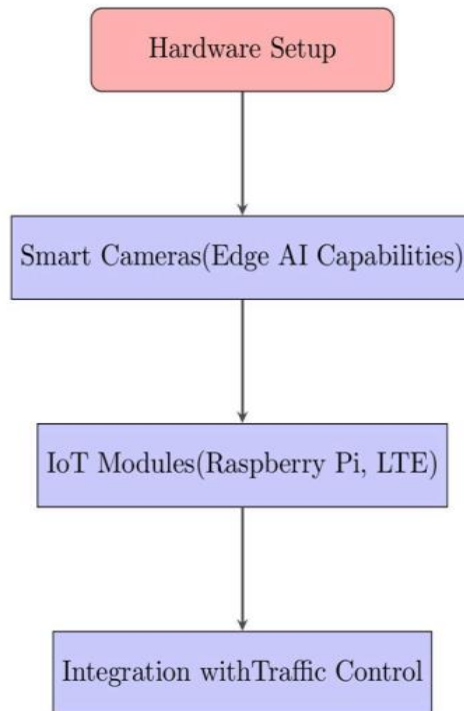 Hardware Setup
Smart Cameras(Edge AI Capabilities)
IoT Modules(Raspberry Pi, LTE)
Integration withTraffic Control